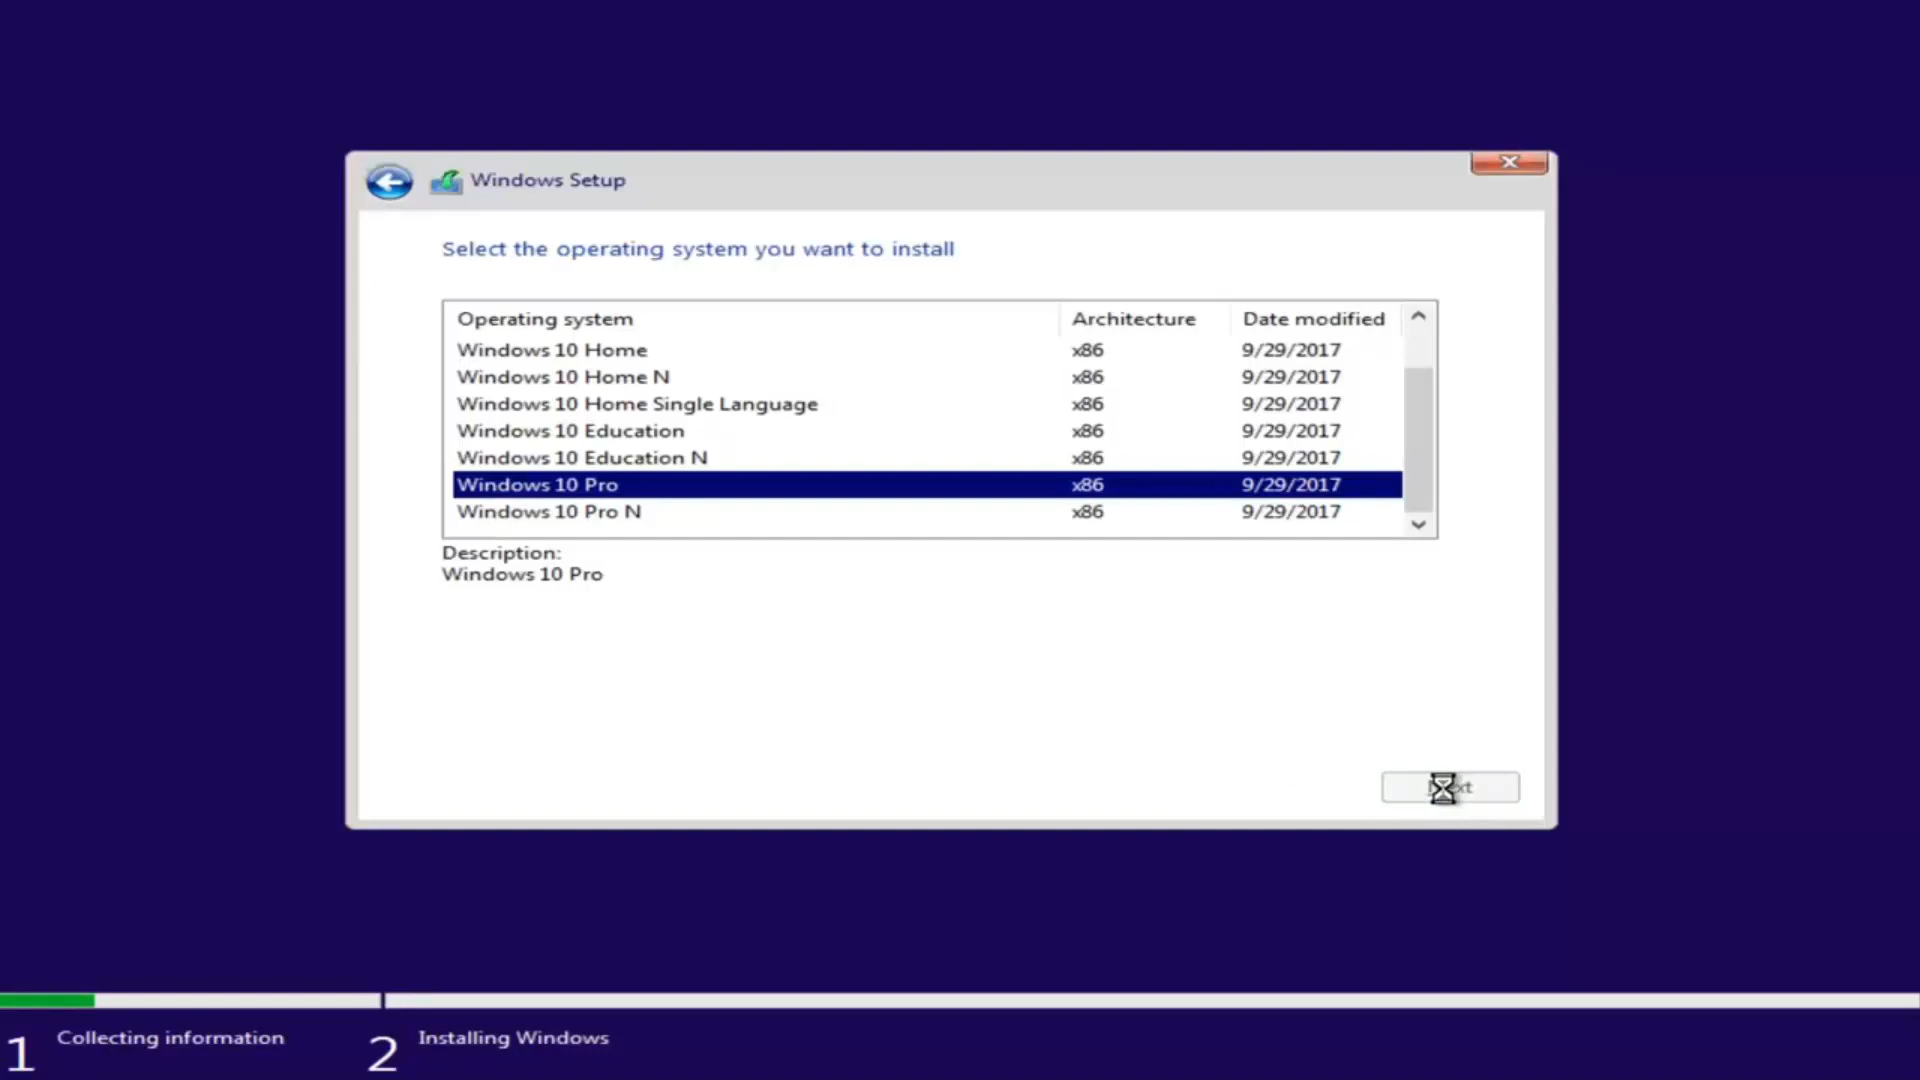 Windows Setup
Select the operating system you want to install
Operating system Architecture Date modified
Windows 10 Home x86 9/29/2017
Windows 10 Home N x86 9/29/2017
Windows 10 Home Single Language x86 9/29/2017
Windows 10 Education x86 9/29/2017
Windows 10 Education N x86 9/29/2017
Windows 10 Pro x86 9/29/2017
Windows 10 Pro N x86 9/29/2017
Description:
Windows 10 Pro
1 Collecting information 2 Installing Windows